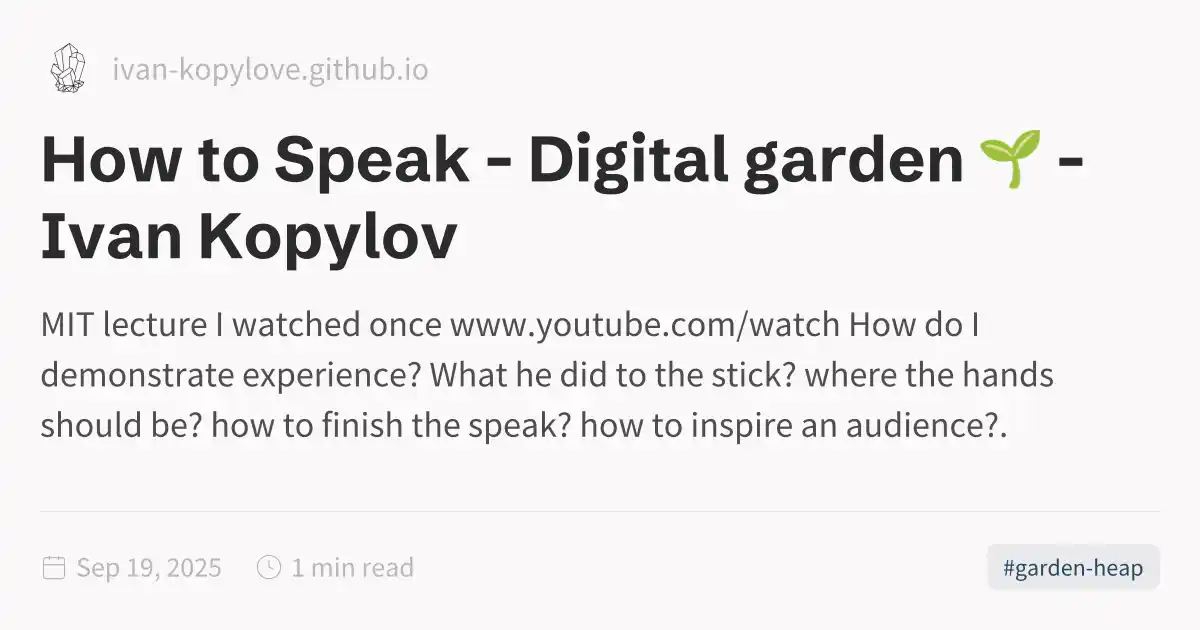 ivan-kopylove.github.io
How to Speak - Digital garden 🌱 -
Ivan Kopylov
MIT lecture I watched once www.youtube.com/watch How do I
demonstrate experience? What he did to the stick? where the hands
should be? how to finish the speak? how to inspire an audience?.
Sep 19, 2025
1 min read
#garden-heap